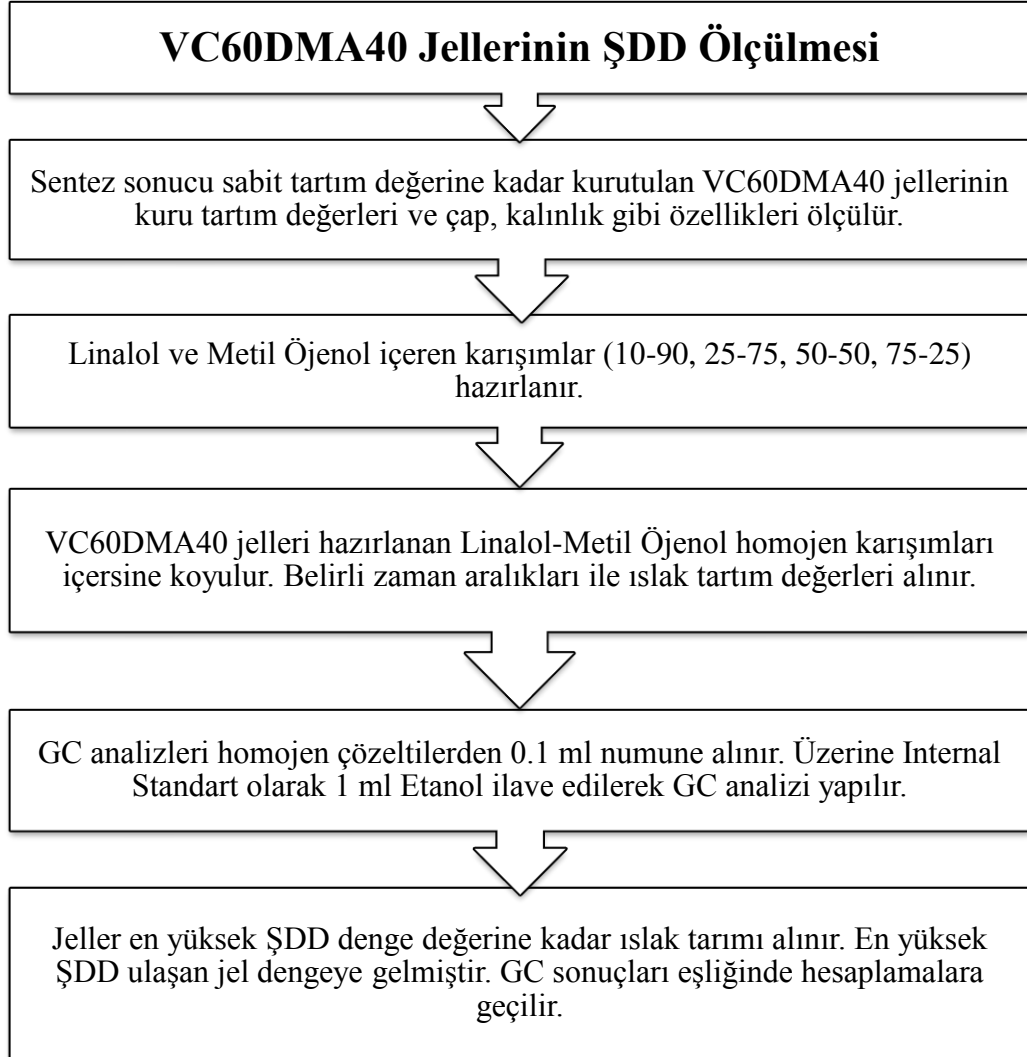 VC60DMA40 Jellerinin ŞDD Ölçülmesi
Sentez sonucu sabit tartım değerine kadar kurutulan VC60DMA40 jellerinin
kuru tartım değerleri ve çap, kalınlık gibi özellikleri ölçülür.
Linalol ve Metil Öjenol içeren karışımlar (10-90, 25-75, 50-50, 75-25)
hazırlanır.
VC60DMA40 jelleri hazırlanan Linalol-Metil Öjenol homojen karışımları
içersine koyulur. Belirli zaman aralıkları ile ıslak tartım değerleri alınır.
GC analizleri homojen çözeltilerden 0.1 ml numune alınır. Üzerine Internal
Standart olarak 1 ml Etanol ilave edilerek GC analizi yapılır.
Jeller en yüksek ŞDD denge değerine kadar ıslak tarımı alınır. En yüksek
ŞDD ulaşan jel dengeye gelmiştir. GC sonuçları eşliğinde hesaplamalara
geçilir.